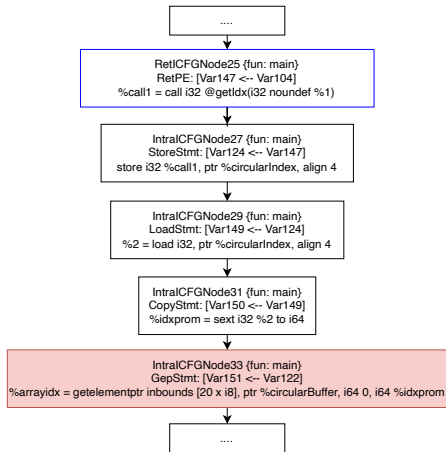 ....
RetICFGNode25 {fun: main}
RetPE: [Var147 <-- Var104]
%call1 = call i32 @getIdx(i32 noundef %1)
IntraICFGNode27 {fun: main}
StoreStmt: [Var124 <-- Var147]
store i32 %call1, ptr %circularIndex, align 4
IntraICFGNode29 {fun: main}
LoadStmt: [Var149 <-- Var124]
%2 = load i32, ptr %circularIndex, align 4
IntraICFGNode31 {fun: main}
CopyStmt: [Var150 <-- Var149]
%idxprom = sext i32 %2 to i64
IntraICFGNode33 {fun: main}
GepStmt: [Var151 <-- Var122]
%arrayidx = getelementptr inbounds [20 x i8], ptr %circularBuffer, i64 0, i64 %idxprom
....